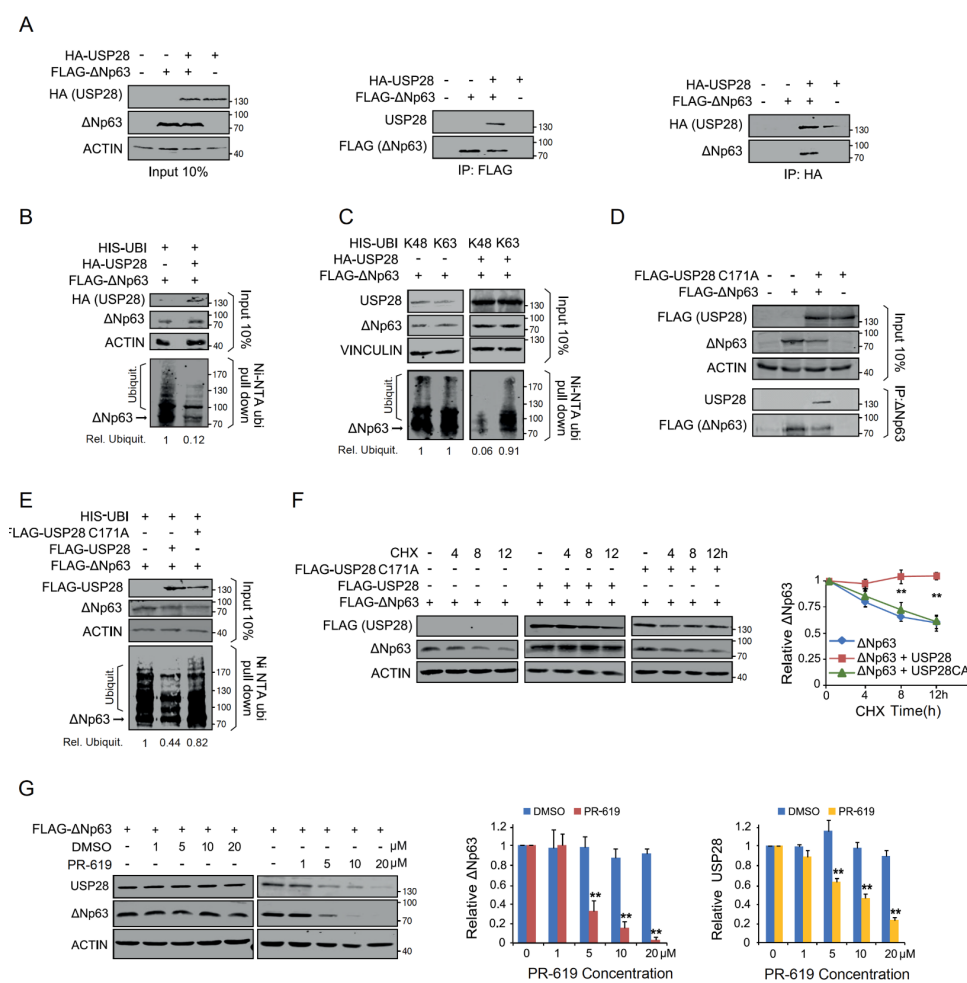 A
HA-USP28 - - + +
FLAG-ΔNp63 - + + -
HA (USP28)
130
ΔNp63
100
70
ACTIN
40
Input 10%
HA-USP28 - - + +
FLAG-ΔNp63 - + + -
USP28
130
FLAG (ΔNp63)
100
70
IP: FLAG
HA-USP28 - - + +
FLAG-ΔNp63 - + + -
HA (USP28)
130
ΔNp63
100
70
IP: HA
B
HIS-UBI + +
HA-USP28 - +
FLAG-ΔNp63 + +
HA (USP28)
130
ΔNp63
100
70
ACTIN
40
Input 10%
Ubiquit.
170
130
100
70
ΔNp63
Ni-NTA ubi
pull down
Rel. Ubiquit. 1 0.12
C
HIS-UBI K48 K63 K48 K63
HA-USP28 - - + +
FLAG-ΔNp63 + + + +
USP28
130
ΔNp63
100
70
VINCULIN
100
Input 10%
Ubiquit.
170
130
100
70
ΔNp63
Ni-NTA ubi
pull down
Rel. Ubiquit. 1 1 0.06 0.91
D
FLAG-USP28 C171A - - + +
FLAG-ΔNp63 - + + -
FLAG (USP28)
130
ΔNp63
100
70
ACTIN
40
Input 10%
USP28
130
FLAG (ΔNp63)
100
70
IP:ΔNp63
E
HIS-UBI + + +
FLAG-USP28 C171A - - +
FLAG-USP28 - + -
FLAG-ΔNp63 + + +
FLAG-USP28
130
ΔNp63
100
70
ACTIN
40
Input 10%
Ubiquit.
170
130
100
70
ΔNp63
Ni NTA ubi
pull down
Rel. Ubiquit. 1 0.44 0.82
F
CHX - 4 8 12 - 4 8 12 - 4 8 12h
FLAG-USP28 C171A - - - - - - - - + + + +
FLAG-USP28 - - - - + + + + - - - -
FLAG-ΔNp63 + + + + + + + + + + + +
FLAG (USP28)
130
ΔNp63
100
70
ACTIN
40
Relative ΔNp63
1
0.75
0.5
0.25
0
** **
ΔNp63
ΔNp63 + USP28
ΔNp63 + USP28CA
0 4 8 12h
CHX Time(h)
G
FLAG-ΔNp63 + + + + + + + + + +
DMSO - 1 5 10 20 - - - - - μM
PR-619 - - - - - - 1 5 10 20 μM
USP28
130
ΔNp63
100
70
ACTIN
40
DMSO PR-619
Relative ΔNp63
1.2
1
0.8
0.6
0.4
0.2
0
** ** **
0 1 5 10 20 μM
PR-619 Concentration
DMSO PR-619
Relative USP28
1.2
1
0.8
0.6
0.4
0.2
0
** ** **
0 1 5 10 20 μM
PR-619 Concentration